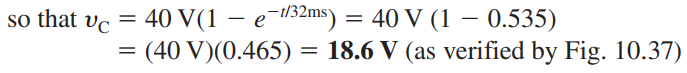 so that υC = 40 V(1 − e^−t/32ms) = 40 V (1 − 0.535)
= (40 V)(0.465) = 18.6 V (as verified by Fig. 10.37)